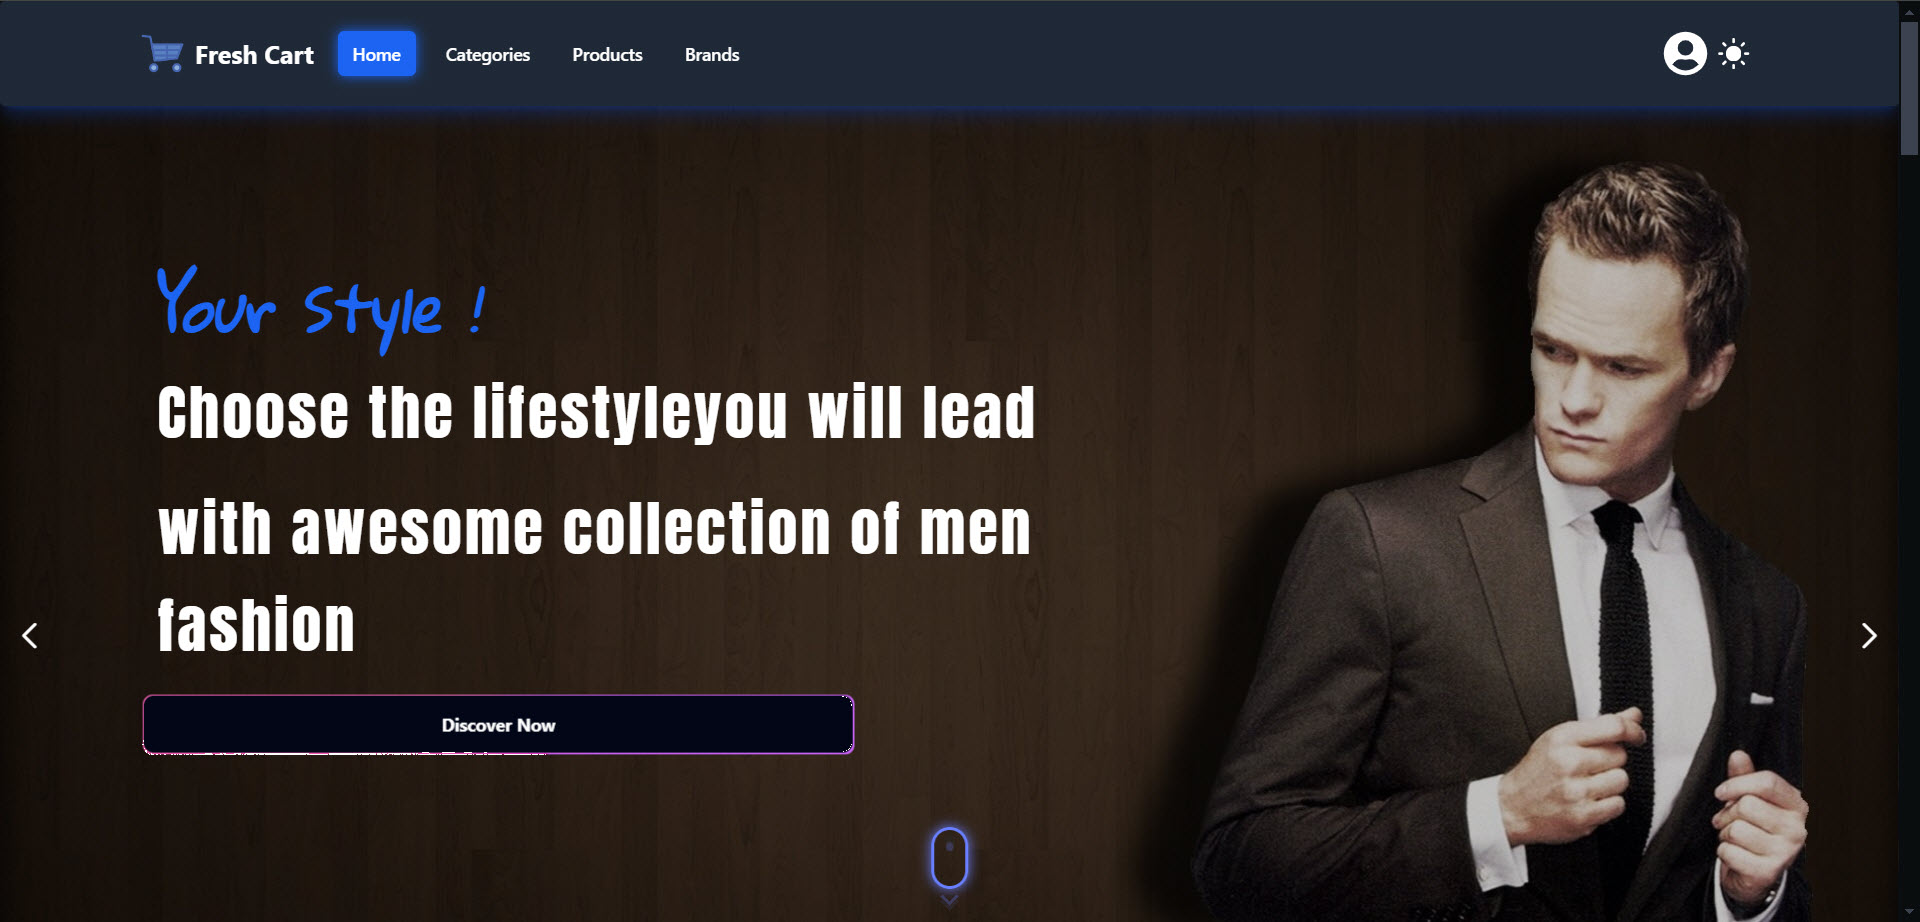 Fresh Cart
Home
Categories
Products
Brands
Your Style !
Choose the lifestyleyou will lead
with awesome collection of men
fashion
Discover Now